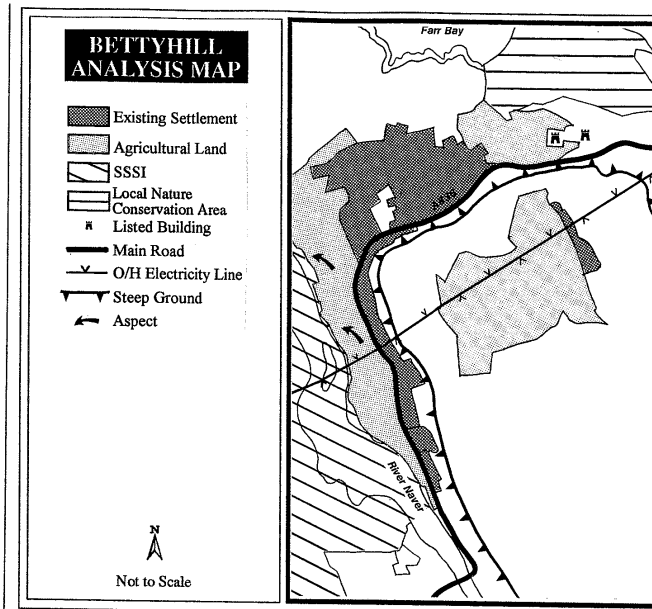 BETTYHILL
ANALYSIS MAP
Existing Settlement
Agricultural Land
SSSI
Local Nature
Conservation Area
Listed Building
Main Road
O/H Electricity Line
Steep Ground
Aspect
N
Not to Scale
Farr Bay
A836
River Naver